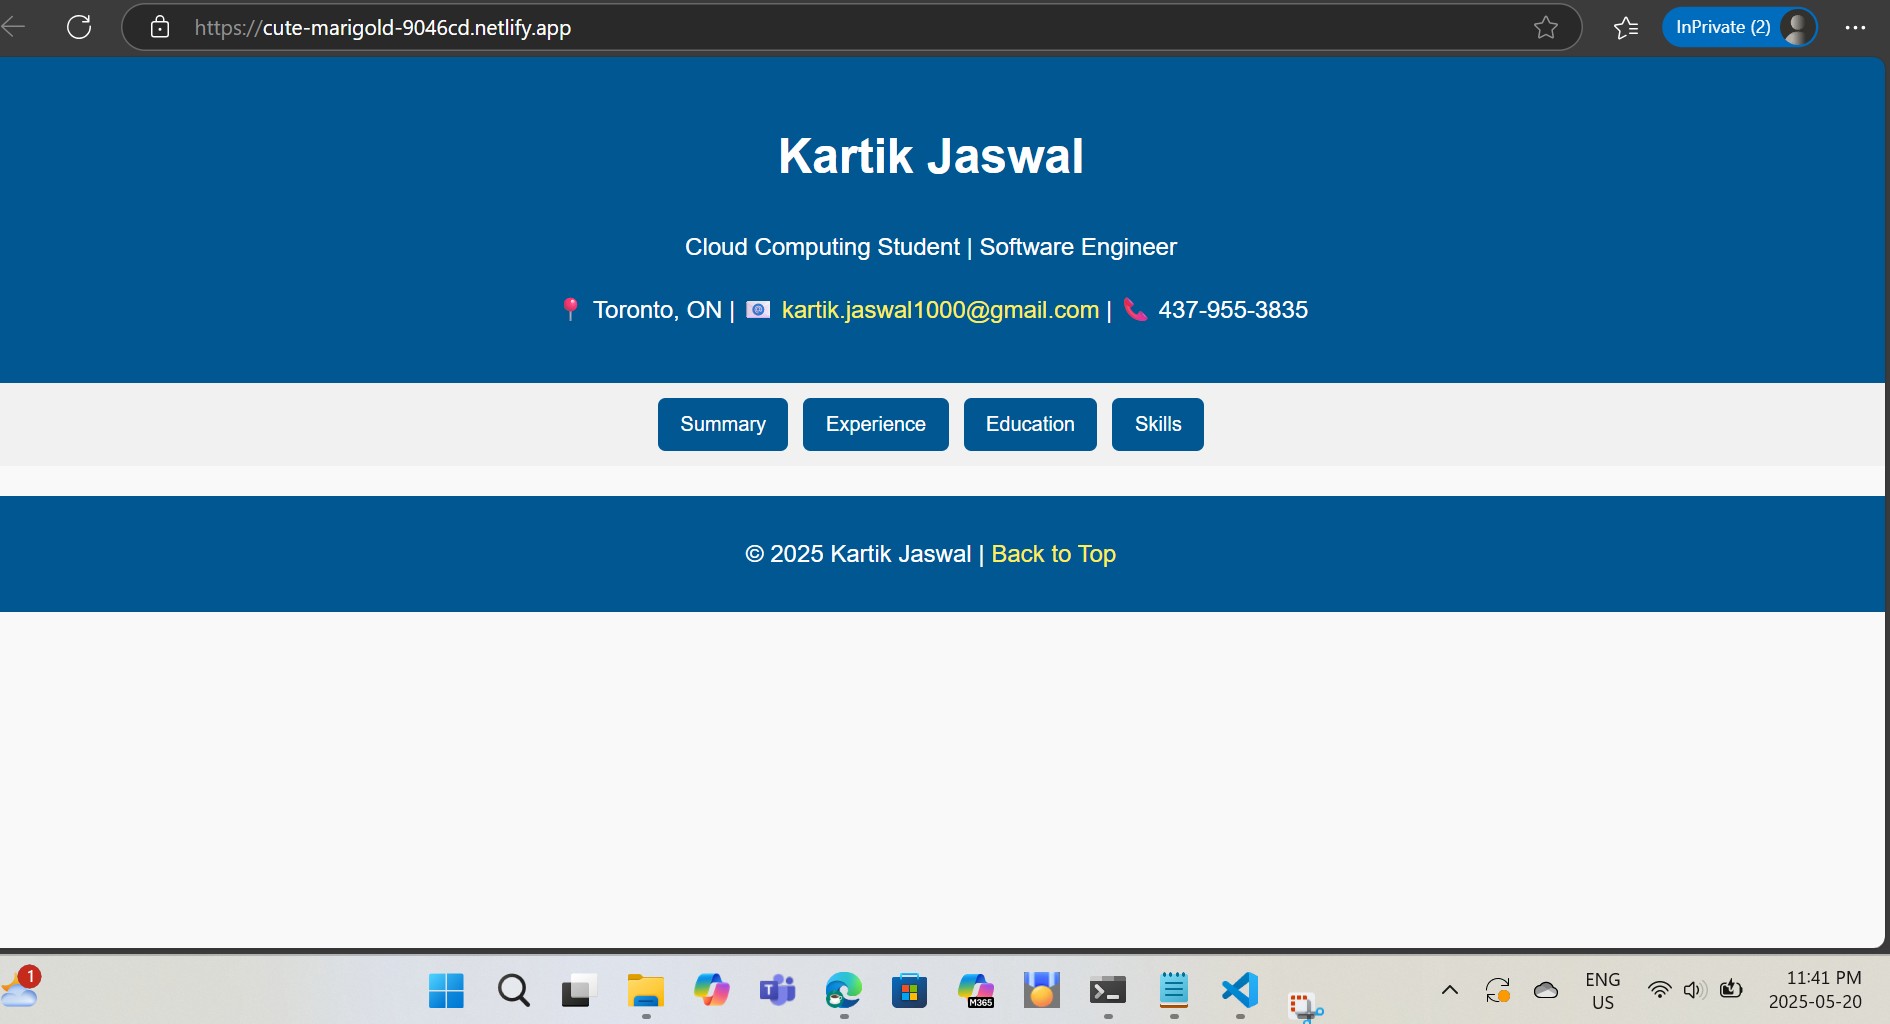 https://cute-marigold-9046cd.netlify.app
InPrivate (2)
Kartik Jaswal
Cloud Computing Student | Software Engineer
📍 Toronto, ON | 📧 kartik.jaswal1000@gmail.com | 📞 437-955-3835
Summary Experience Education Skills
© 2025 Kartik Jaswal | Back to Top
1
T
M365
ENG
US
11:41 PM
2025-05-20